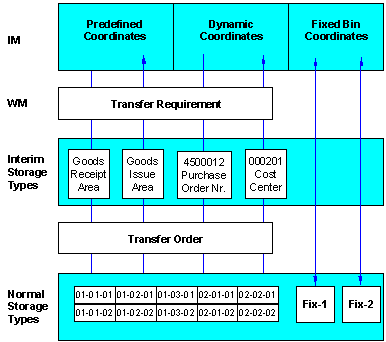 Predefined
Coordinates
Dynamic
Coordinates
Fixed Bin
Coordinates
IM
WM
Transfer Requirement
Interim
Storage
Types
Goods
Receipt
Area
Goods
Issue
Area
4500012
Purchase
Order Nr.
000201
Cost
Center
Transfer Order
Normal
Storage
Types
01-01-01 01-02-01 01-03-01 02-01-01 02-02-01
01-01-02 01-02-02 01-03-02 02-01-02 02-02-02
Fix-1
Fix-2